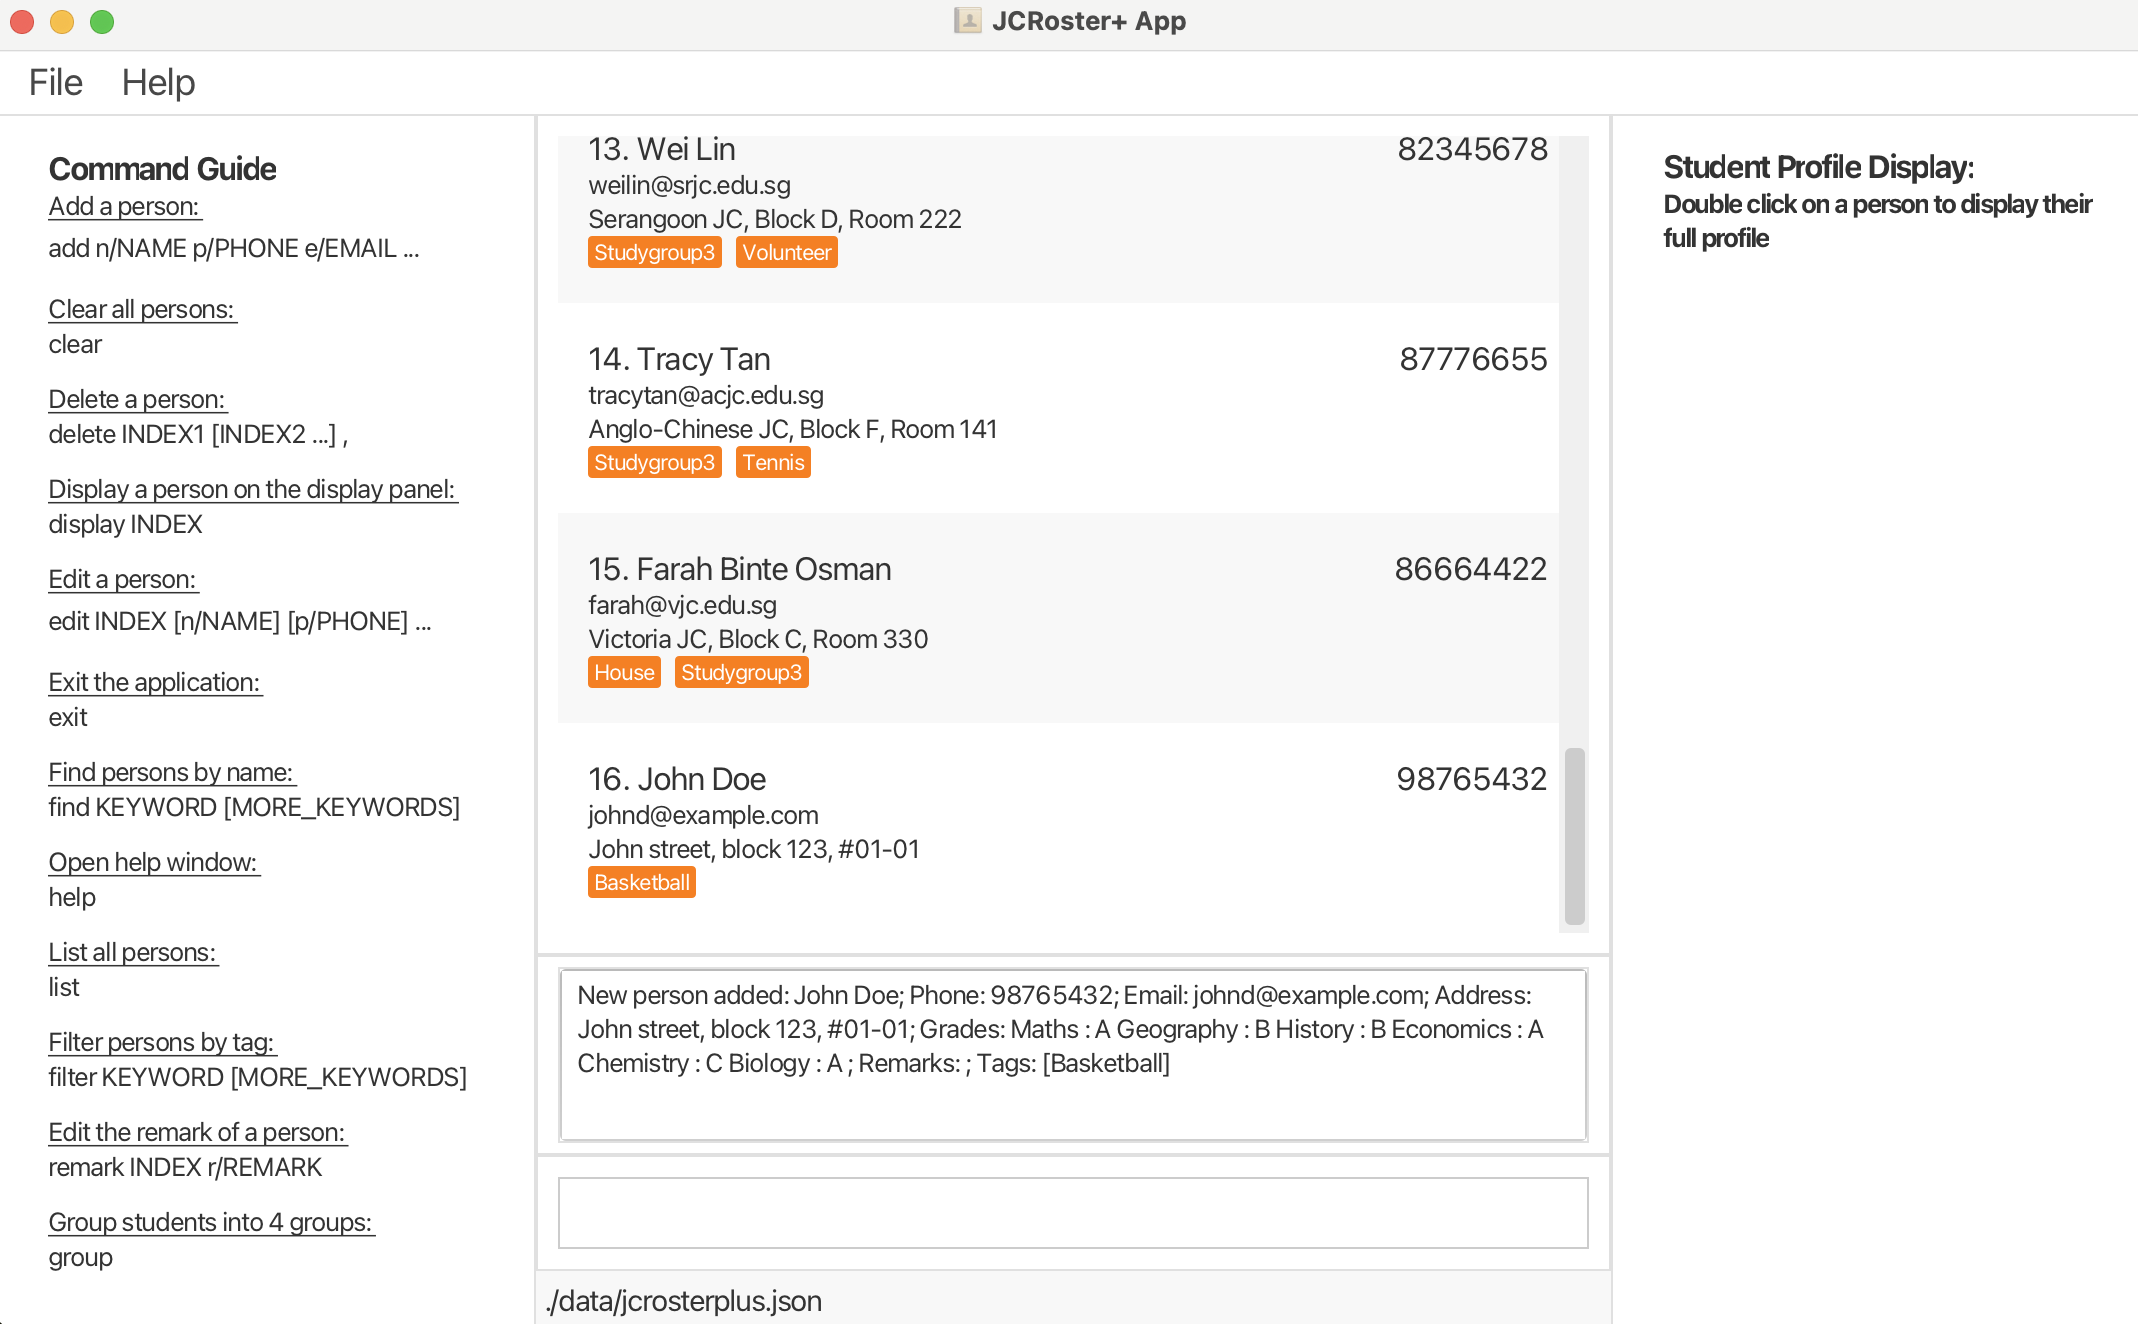 JCRoster+ App
File Help
Command Guide
Add a person:
add n/NAME p/PHONE e/EMAIL ...
Clear all persons:
clear
Delete a person:
delete INDEX1 [INDEX2 ...] ,
Display a person on the display panel:
display INDEX
Edit a person:
edit INDEX [n/NAME] [p/PHONE] ...
Exit the application:
exit
Find persons by name:
find KEYWORD [MORE_KEYWORDS]
Open help window:
help
List all persons:
list
Filter persons by tag:
filter KEYWORD [MORE_KEYWORDS]
Edit the remark of a person:
remark INDEX r/REMARK
Group students into 4 groups:
group
13. Wei Lin 82345678
weilin@srjc.edu.sg
Serangoon JC, Block D, Room 222
Studygroup3 Volunteer
14. Tracy Tan 87776655
tracytan@acjc.edu.sg
Anglo-Chinese JC, Block F, Room 141
Studygroup3 Tennis
15. Farah Binte Osman 86664422
farah@vjc.edu.sg
Victoria JC, Block C, Room 330
House Studygroup3
16. John Doe 98765432
johnd@example.com
John street, block 123, #01-01
Basketball
New person added: John Doe; Phone: 98765432; Email: johnd@example.com; Address:
John street, block 123, #01-01; Grades: Maths : A Geography : B History : B Economics : A
Chemistry : C Biology : A ; Remarks: ; Tags: [Basketball]
./data/jcrosterplus.json
Student Profile Display:
Double click on a person to display their
full profile